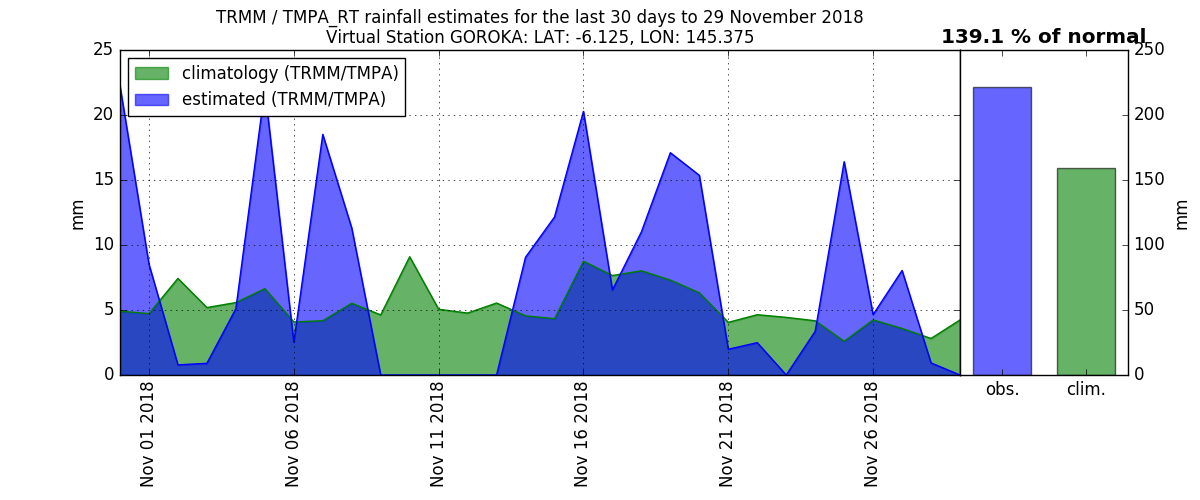 TRMM / TMPA_RT rainfall estimates for the last 30 days to 29 November 2018
Virtual Station GOROKA: LAT: -6.125, LON: 145.375
139.1 % of normal
climatology (TRMM/TMPA)
estimated (TRMM/TMPA)
25
20
15
10
5
0
mm
Nov 01 2018
Nov 06 2018
Nov 11 2018
Nov 16 2018
Nov 21 2018
Nov 26 2018
250
200
150
100
50
0
mm
obs.
clim.